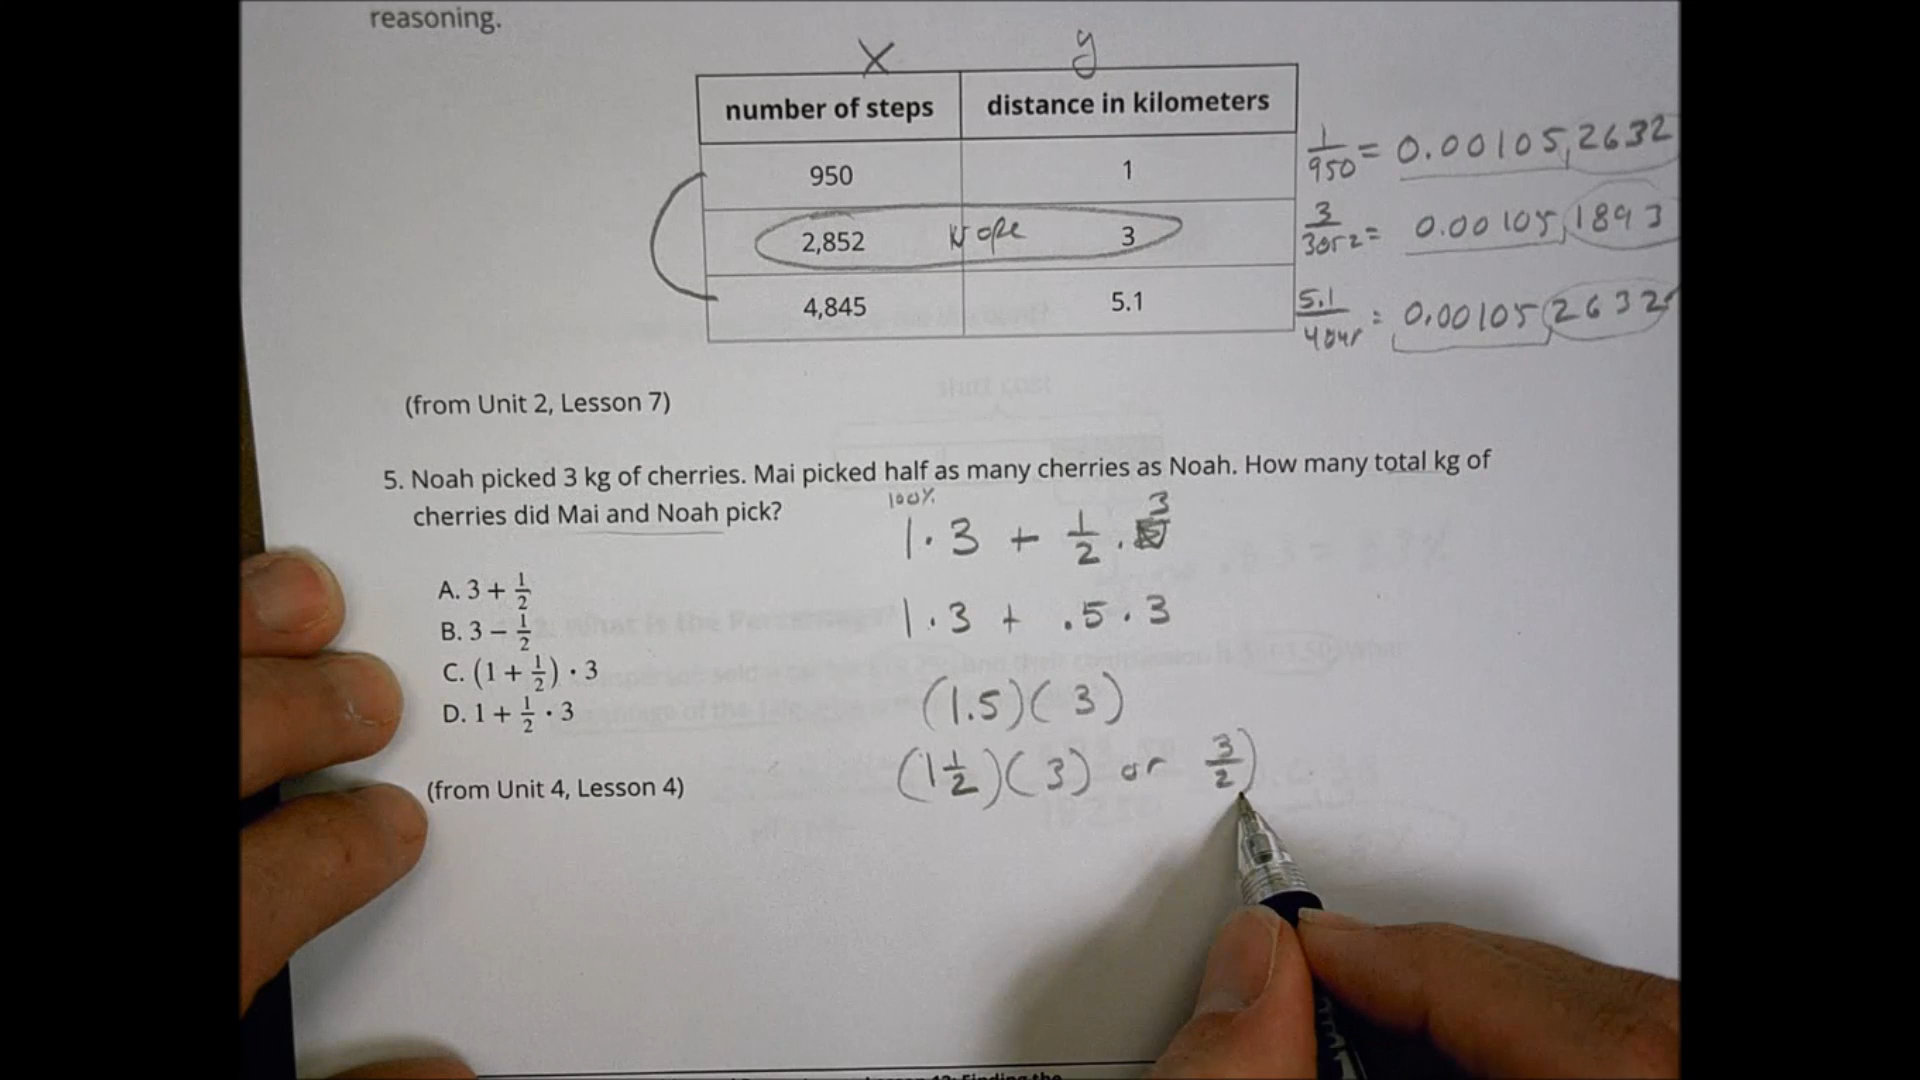 reasoning.
x y
number of steps distance in kilometers
950 1
1/950 = 0.00105,2632
2,852 Nope 3
3/ = 0.00105,1893
4,845 5.1
5.1/ = 0.00105 2632
(from Unit 2, Lesson 7)
5. Noah picked 3 kg of cherries. Mai picked half as many cherries as Noah. How many total kg of
cherries did Mai and Noah pick?
100%
1 · 3 + 1/2 · 3
A. 3 + 1/2
1 · 3 + .5 · 3
B. 3 − 1/2
C. (1 + 1/2) · 3
(1.5)(3)
D. 1 + 1/2 · 3
(1 1/2)(3) or 3/2)
(from Unit 4, Lesson 4)